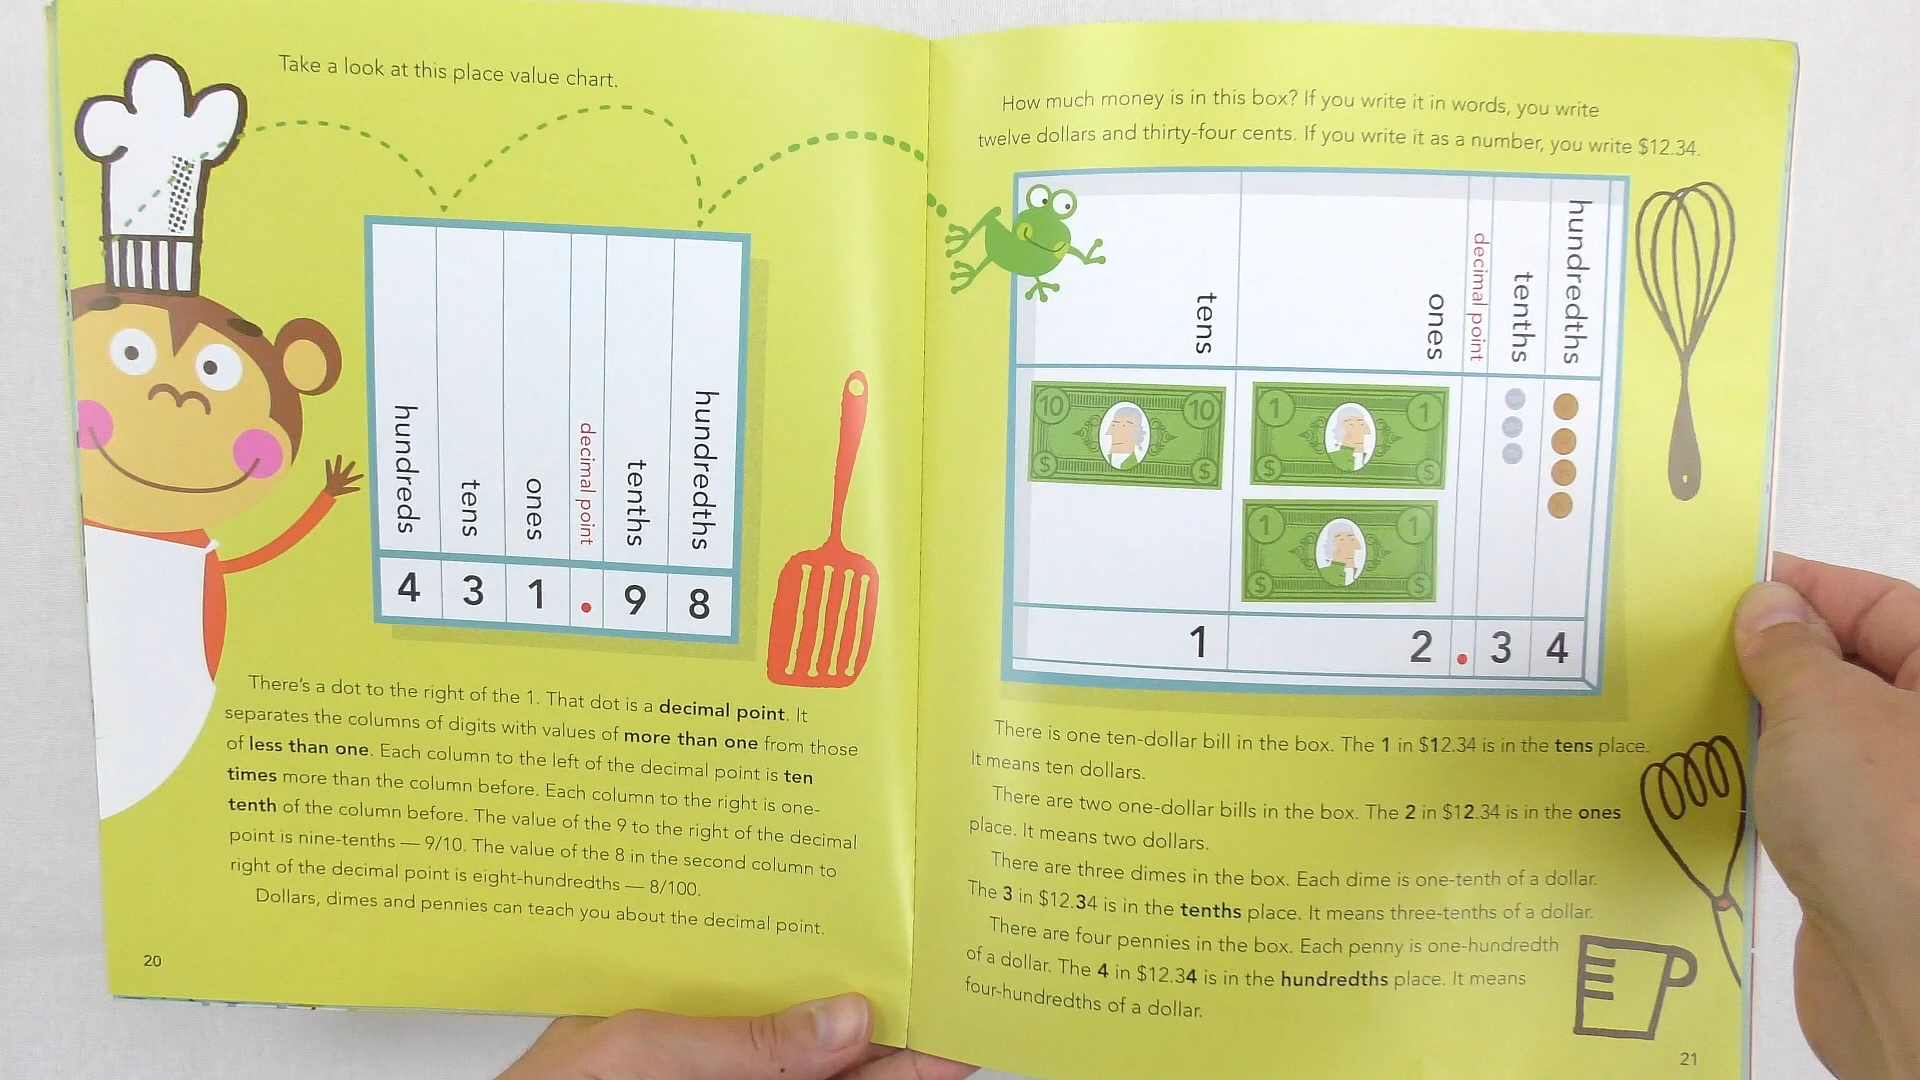 Take a look at this place value chart.
hundreds
tens
ones
decimal point
tenths
hundredths
4 3 1 . 9 8
There's a dot to the right of the 1. That dot is a decimal point. It
separates the columns of digits with values of more than one from those
of less than one. Each column to the left of the decimal point is ten
times more than the column before. Each column to the right is one-
tenth of the column before. The value of the 9 to the right of the decimal
point is nine-tenths — 9/10. The value of the 8 in the second column to
right of the decimal point is eight-hundredths — 8/100.
Dollars, dimes and pennies can teach you about the decimal point.
20
How much money is in this box? If you write it in words, you write
twelve dollars and thirty-four cents. If you write it as a number, you write $12.34.
tens
ones
decimal point
tenths
hundredths
10 10
$ $
1 1
$ $
1 1
$ $
1 2 . 3 4
There is one ten-dollar bill in the box. The 1 in $12.34 is in the tens place.
It means ten dollars.
There are two one-dollar bills in the box. The 2 in $12.34 is in the ones
place. It means two dollars.
There are three dimes in the box. Each dime is one-tenth of a dollar.
The 3 in $12.34 is in the tenths place. It means three-tenths of a dollar.
There are four pennies in the box. Each penny is one-hundredth
of a dollar. The 4 in $12.34 is in the hundredths place. It means
four-hundredths of a dollar.
21